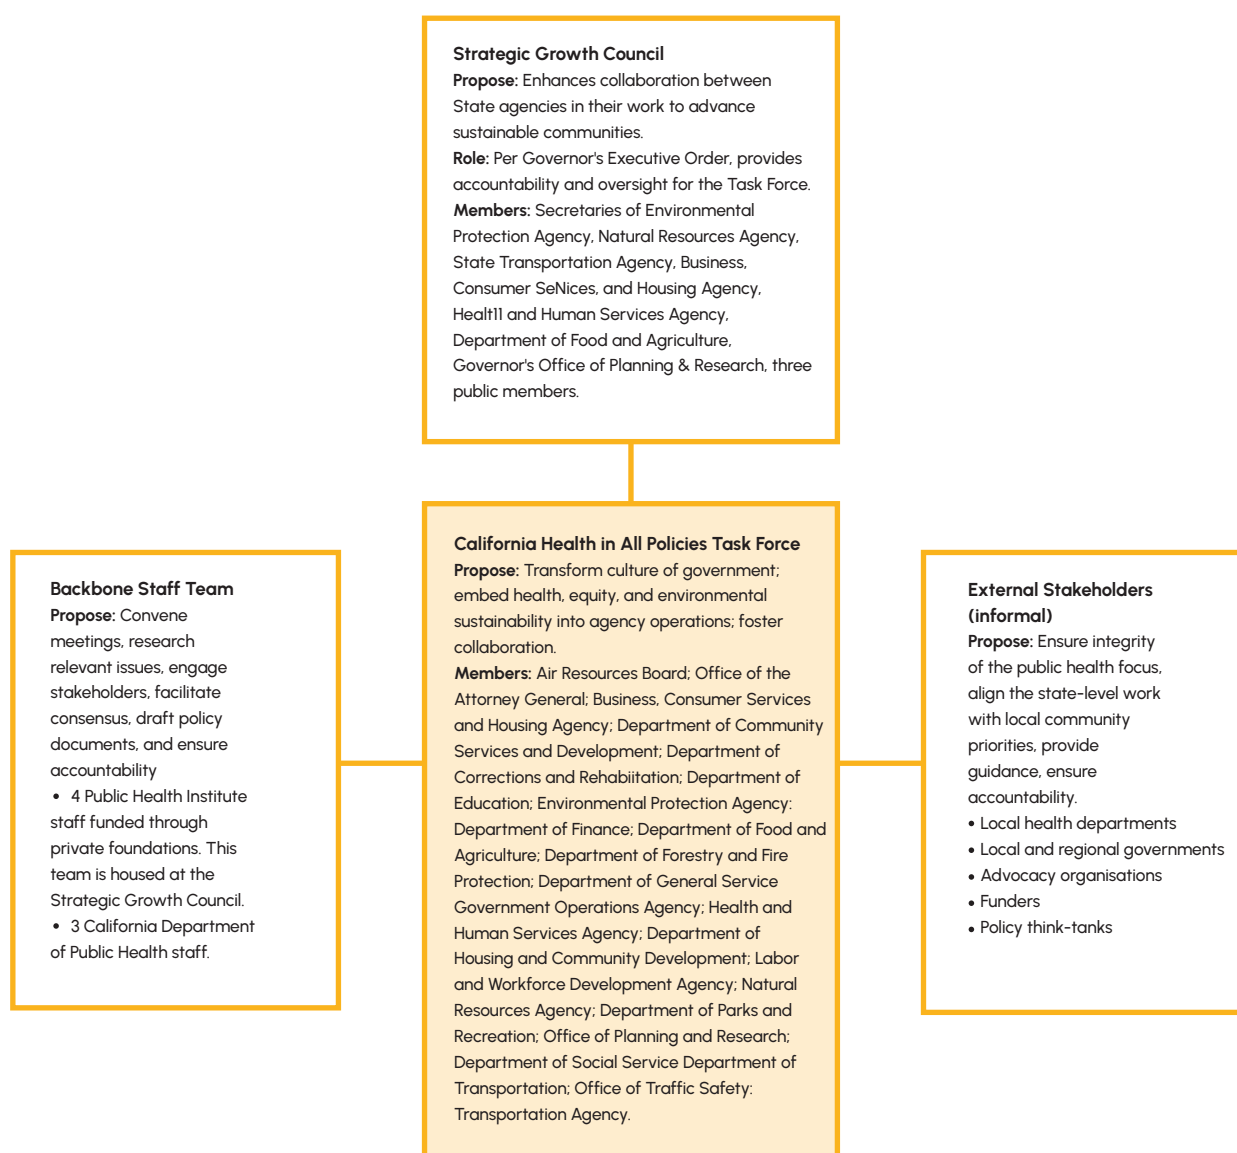 Strategic Growth Council
Propose: Enhances collaboration between
State agencies in their work to advance
sustainable communities.
Role: Per Governor's Executive Order, provides
accountability and oversight for the Task Force.
Members: Secretaries of Environmental
Protection Agency, Natural Resources Agency,
State Transportation Agency, Business,
Consumer SeNices, and Housing Agency,
Healt11 and Human Services Agency,
Department of Food and Agriculture,
Governor's Office of Planning & Research, three
public members.
Backbone Staff Team
Propose: Convene
meetings, research
relevant issues, engage
stakeholders, facilitate
consensus, draft policy
documents, and ensure
accountability
• 4 Public Health Institute
staff funded through
private foundations. This
team is housed at the
Strategic Growth Council.
• 3 California Department
of Public Health staff.
California Health in All Policies Task Force
Propose: Transform culture of government;
embed health, equity, and environmental
sustainability into agency operations; foster
collaboration.
Members: Air Resources Board; Office of the
Attorney General; Business, Consumer Services
and Housing Agency; Department of Community
Services and Development; Department of
Corrections and Rehabiitation; Department of
Education; Environmental Protection Agency:
Department of Finance; Department of Food and
Agriculture; Department of Forestry and Fire
Protection; Department of General Service
Government Operations Agency; Health and
Human Services Agency; Department of
Housing and Community Development; Labor
and Workforce Development Agency; Natural
Resources Agency; Department of Parks and
Recreation; Office of Planning and Research;
Department of Social Service Department of
Transportation; Office of Traffic Safety:
Transportation Agency.
External Stakeholders
(informal)
Propose: Ensure integrity
of the public health focus,
align the state-level work
with local community
priorities, provide
guidance, ensure
accountability.
• Local health departments
• Local and regional governments
• Advocacy organisations
• Funders
• Policy think-tanks